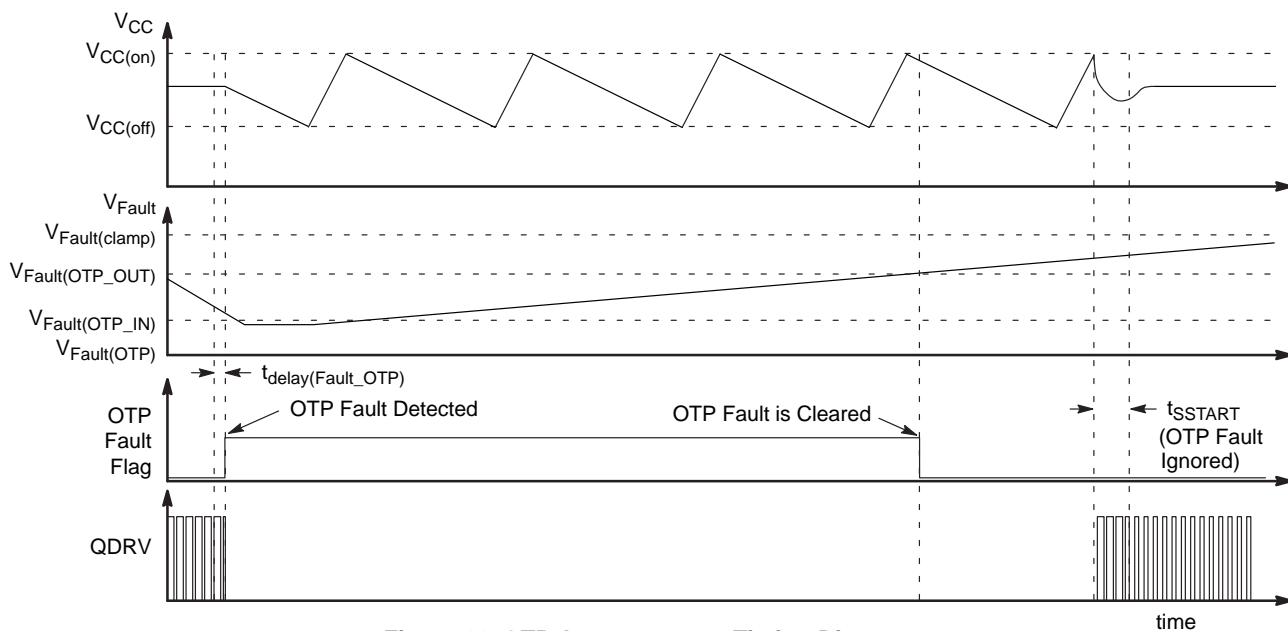 VCC
VCC(on)
VCC(off)
VFault
VFault(clamp)
VFault(OTP_OUT)
VFault(OTP_IN)
VFault(OTP)
tdelay(Fault_OTP)
OTP Fault Detected
OTP Fault is Cleared
tSSTART
(OTP Fault
Ignored)
OTP
Fault
Flag
QDRV
time